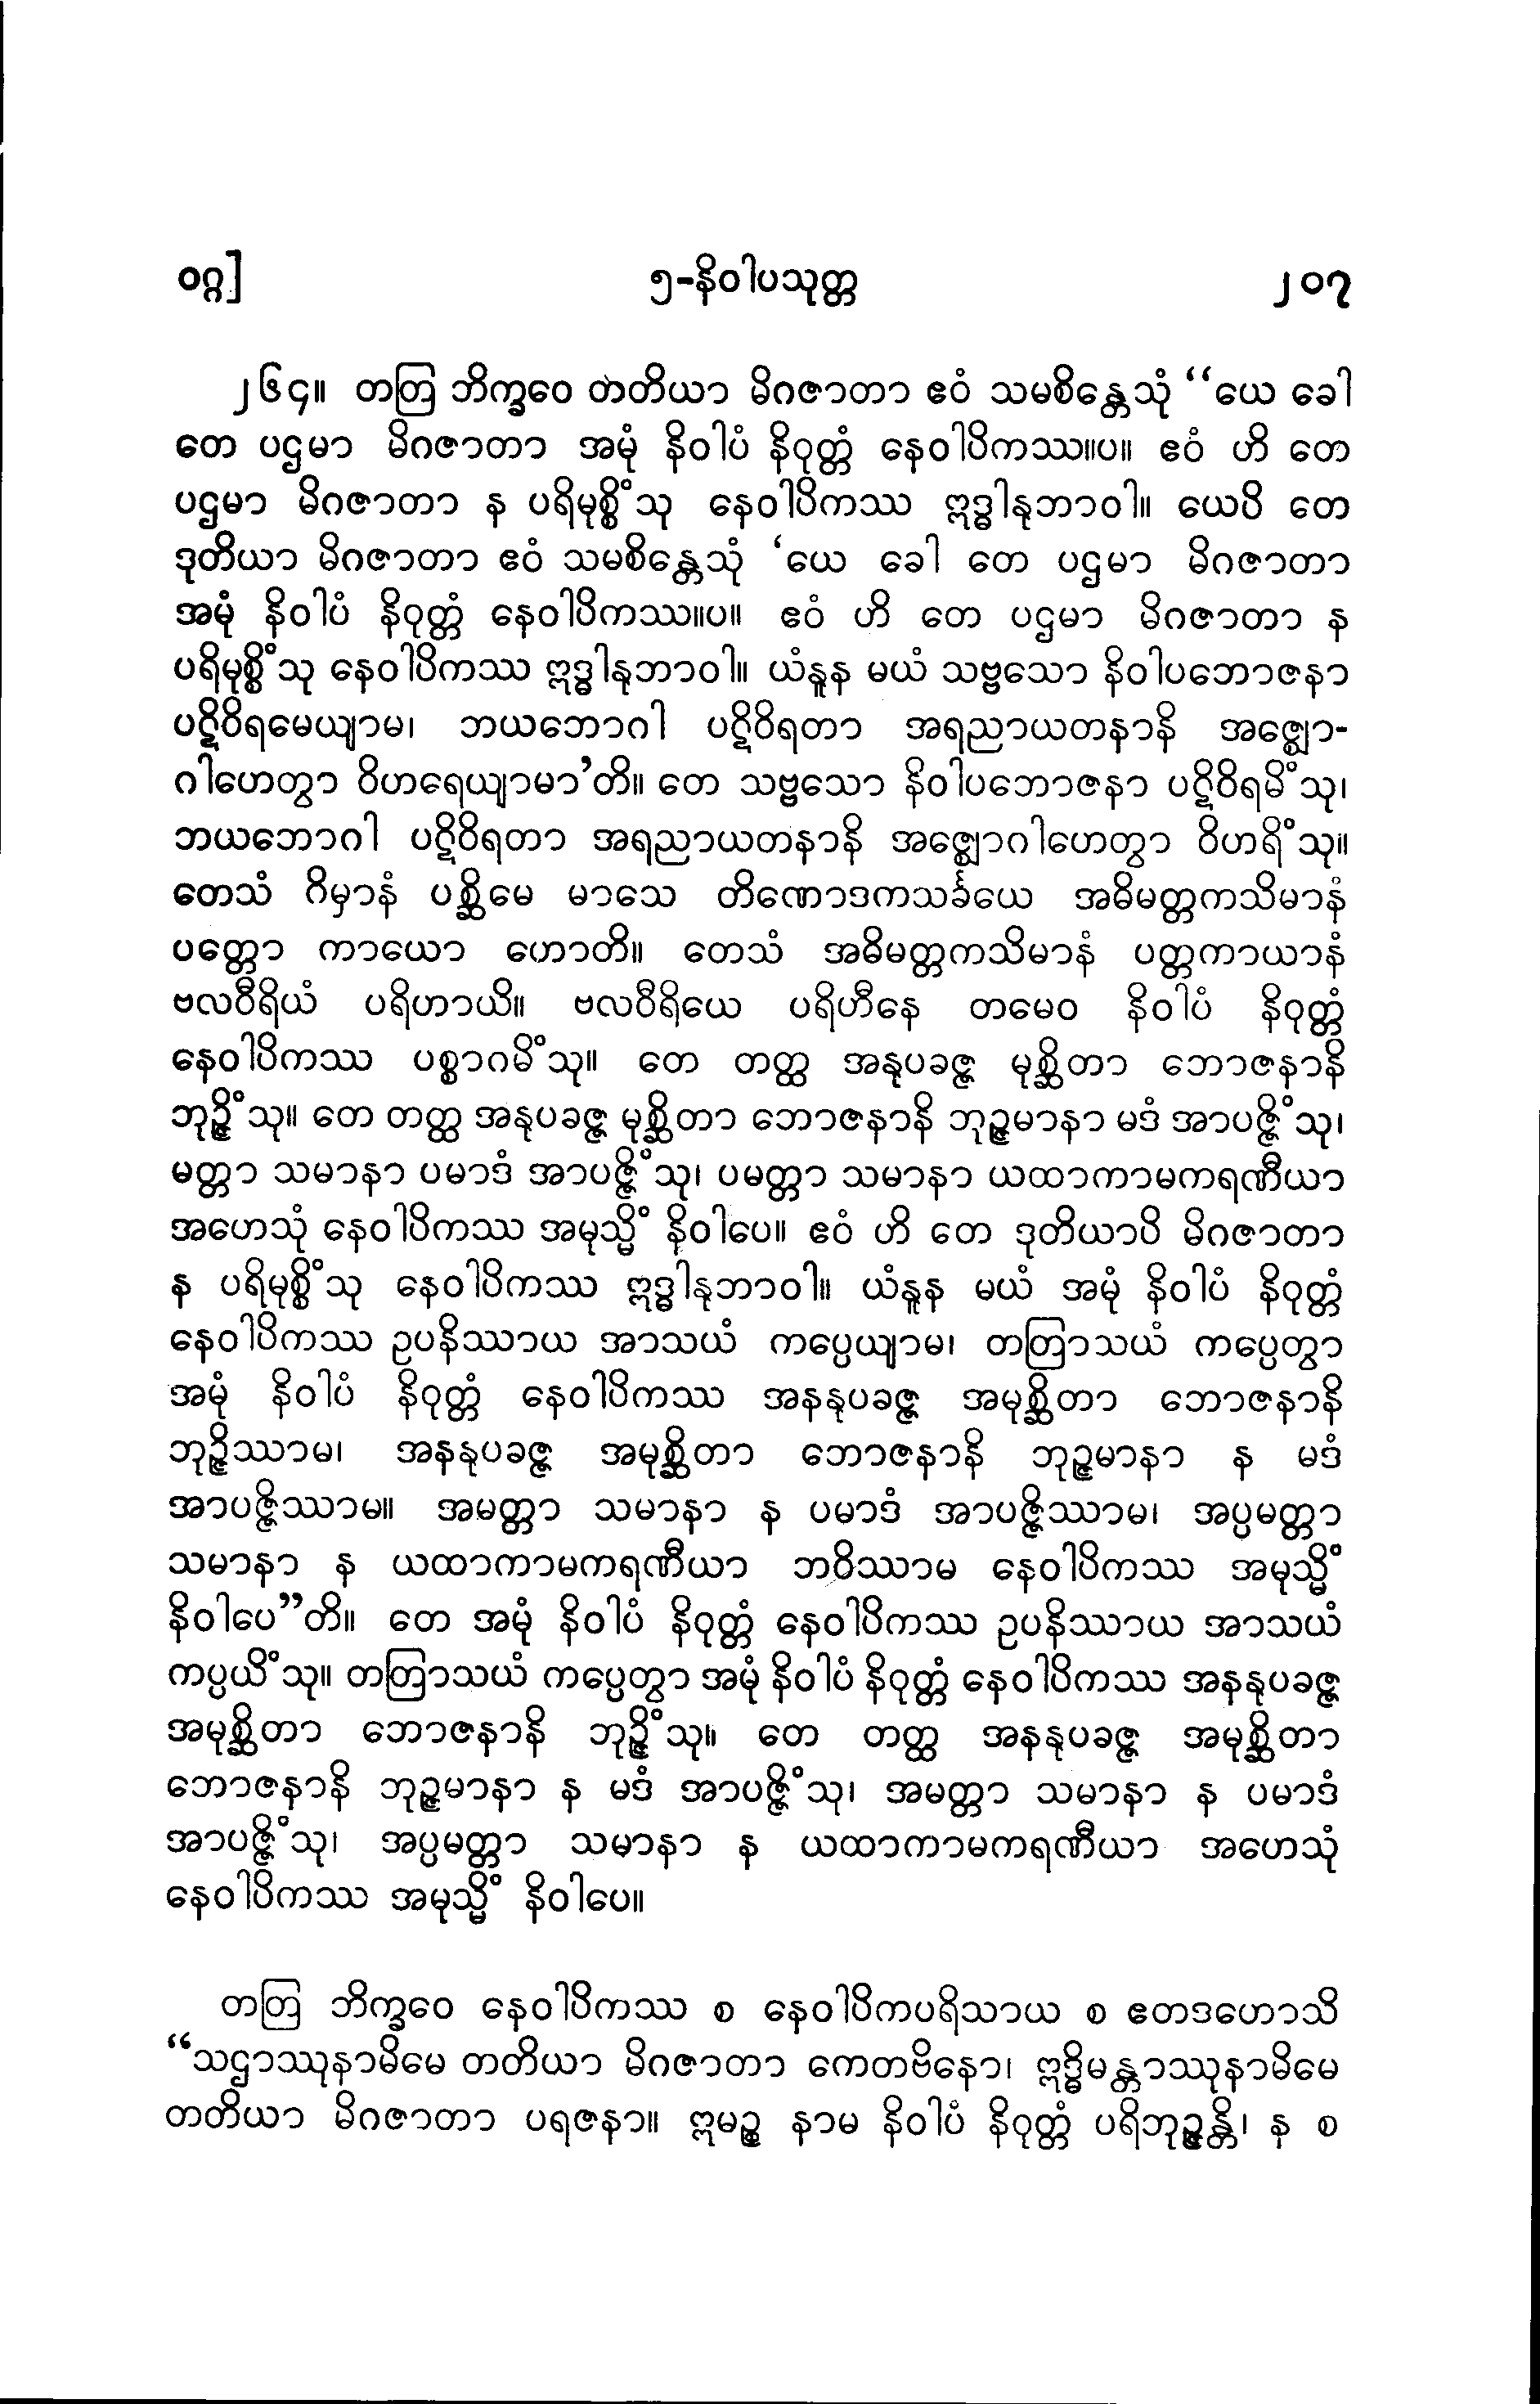 ဝဂ္ဂ] ၅-နိဝါပသုတ္တ ၂၀၇
၂၆၄။ တတြ ဘိက္ခဝေ တတိယာ မိဂဇာတာ ဧဝံ သမစိန္တေသုံ “ယေ ခေါ
တေ ပဌမာ မိဂဇာတာ အမုံ နိဝါပံ နိဝုတ္တံ နေဝါပိကဿ။ပ။ ဧဝံ ဟိ တေ
ပဌမာ မိဂဇာတာ န ပရိမုစ္စိံသု နေဝါပိကဿ ဣဒ္ဓါနုဘာဝါ။ ယေပိ တေ
ဒုတိယာ မိဂဇာတာ ဧဝံ သမစိန္တေသုံ ‘ယေ ခေါ တေ ပဌမာ မိဂဇာတာ
အမုံ နိဝါပံ နိဝုတ္တံ နေဝါပိကဿ။ပ။ ဧဝံ ဟိ တေ ပဌမာ မိဂဇာတာ န
ပရိမုစ္စိံသု နေဝါပိကဿ ဣဒ္ဓါနုဘာဝါ။ ယံနူန မယံ သဗ္ဗသော နိဝါပဘောဇနာ
ပဋိဝိရမေယျာမ၊ ဘယဘောဂါ ပဋိဝိရတာ အရညာယတနာနိ အဇ္ဈော-
ဂါဟေတွာ ဝိဟရေယျာမာ’တိ။ တေ သဗ္ဗသော နိဝါပဘောဇနာ ပဋိဝိရမိံသု၊
ဘယဘောဂါ ပဋိဝိရတာ အရညာယတနာနိ အဇ္ဈောဂါဟေတွာ ဝိဟရိံသု။
တေသံ ဂိမှာနံ ပစ္ဆိမေ မာသေ တိဏောဒကသင်္ခယေ အဓိမတ္တကသိမာနံ
ပတ္တော ကာယော ဟောတိ။ တေသံ အဓိမတ္တကသိမာနံ ပတ္တကာယာနံ
ဗလဝီရိယံ ပရိဟာယိ။ ဗလဝီရိယေ ပရိဟီနေ တမေဝ နိဝါပံ နိဝုတ္တံ
နေဝါပိကဿ ပစ္စာဂမိံသု။ တေ တတ္ထ အနုပခဇ္ဇ မုစ္ဆိတာ ဘောဇနာနိ
ဘုဉ္ဇိံသု။ တေ တတ္ထ အနုပခဇ္ဇ မုစ္ဆိတာ ဘောဇနာနိ ဘုဉ္ဇမာနာ မဒံ အာပဇ္ဇိံသု၊
မတ္တာ သမာနာ ပမာဒံ အာပဇ္ဇိံသု၊ ပမတ္တာ သမာနာ ယထာကာမကရဏီယာ
အဟေသုံ နေဝါပိကဿ အမုသ္မိံ နိဝါပေ။ ဧဝံ ဟိ တေ ဒုတိယာပိ မိဂဇာတာ
န ပရိမုစ္စိံသု နေဝါပိကဿ ဣဒ္ဓါနုဘာဝါ။ ယံနူန မယံ အမုံ နိဝါပံ နိဝုတ္တံ
နေဝါပိကဿ ဥပနိဿာယ အာသယံ ကပ္ပေယျာမ၊ တတြာသယံ ကပ္ပေတွာ
အမုံ နိဝါပံ နိဝုတ္တံ နေဝါပိကဿ အနနုပခဇ္ဇ အမုစ္ဆိတာ ဘောဇနာနိ
ဘုဉ္ဇိဿာမ၊ အနနုပခဇ္ဇ အမုစ္ဆိတာ ဘောဇနာနိ ဘုဉ္ဇမာနာ န မဒံ
အာပဇ္ဇိဿာမ။ အမတ္တာ သမာနာ န ပမာဒံ အာပဇ္ဇိဿာမ၊ အပ္ပမတ္တာ
သမာနာ န ယထာကာမကရဏီယာ ဘဝိဿာမ နေဝါပိကဿ အမုသ္မိံ
နိဝါပေ”တိ။ တေ အမုံ နိဝါပံ နိဝုတ္တံ နေဝါပိကဿ ဥပနိဿာယ အာသယံ
ကပ္ပယိံသု။ တတြာသယံ ကပ္ပေတွာ အမုံ နိဝါပံ နိဝုတ္တံ နေဝါပိကဿ အနနုပခဇ္ဇ
အမုစ္ဆိတာ ဘောဇနာနိ ဘုဉ္ဇိံသု။ တေ တတ္ထ အနနုပခဇ္ဇ အမုစ္ဆိတာ
ဘောဇနာနိ ဘုဉ္ဇမာနာ န မဒံ အာပဇ္ဇိံသု၊ အမတ္တာ သမာနာ န ပမာဒံ
အာပဇ္ဇိံသု၊ အပ္ပမတ္တာ သမာနာ န ယထာကာမကရဏီယာ အဟေသုံ
နေဝါပိကဿ အမုသ္မိံ နိဝါပေ။
တတြ ဘိက္ခဝေ နေဝါပိကဿ စ နေဝါပိကပရိသာယ စ ဧတဒဟောသိ
“သဌာဿုနာမိမေ တတိယာ မိဂဇာတာ ကေတဗိနော၊ ဣဒ္ဓိမန္တာဿုနာမိမေ
တတိယာ မိဂဇာတာ ပရဇနာ။ ဣမဉ္စ နာမ နိဝါပံ နိဝုတ္တံ ပရိဘုဉ္ဇန္တိ၊ န စ